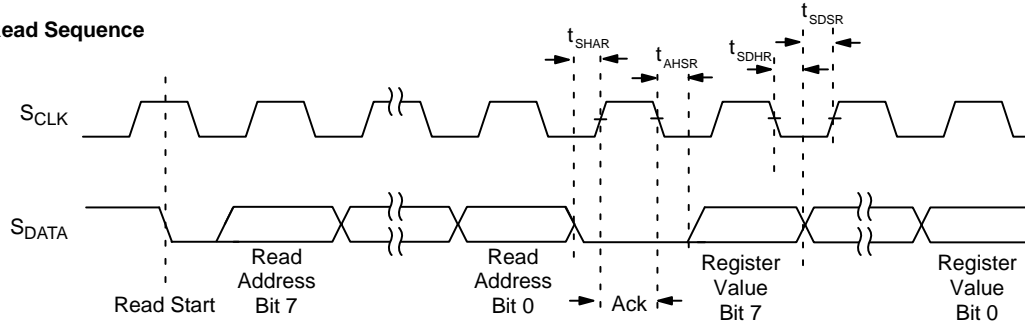 Read Sequence
tSHAR
tAHSR
tSDHR
tSDSR
SCLK
SDATA
Read
Address
Bit 7
Read
Address
Bit 0
Register
Value
Bit 7
Register
Value
Bit 0
Read Start
Ack